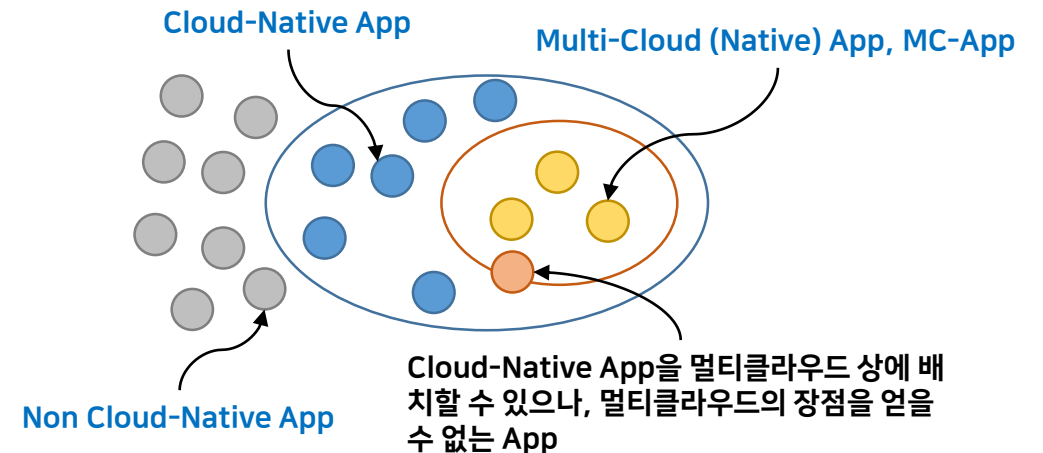 Cloud-Native App
Multi-Cloud (Native) App, MC-App
Cloud-Native App을 멀티클라우드 상에 배
치할 수 있으나, 멀티클라우드의 장점을 얻을
수 없는 App
Non Cloud-Native App